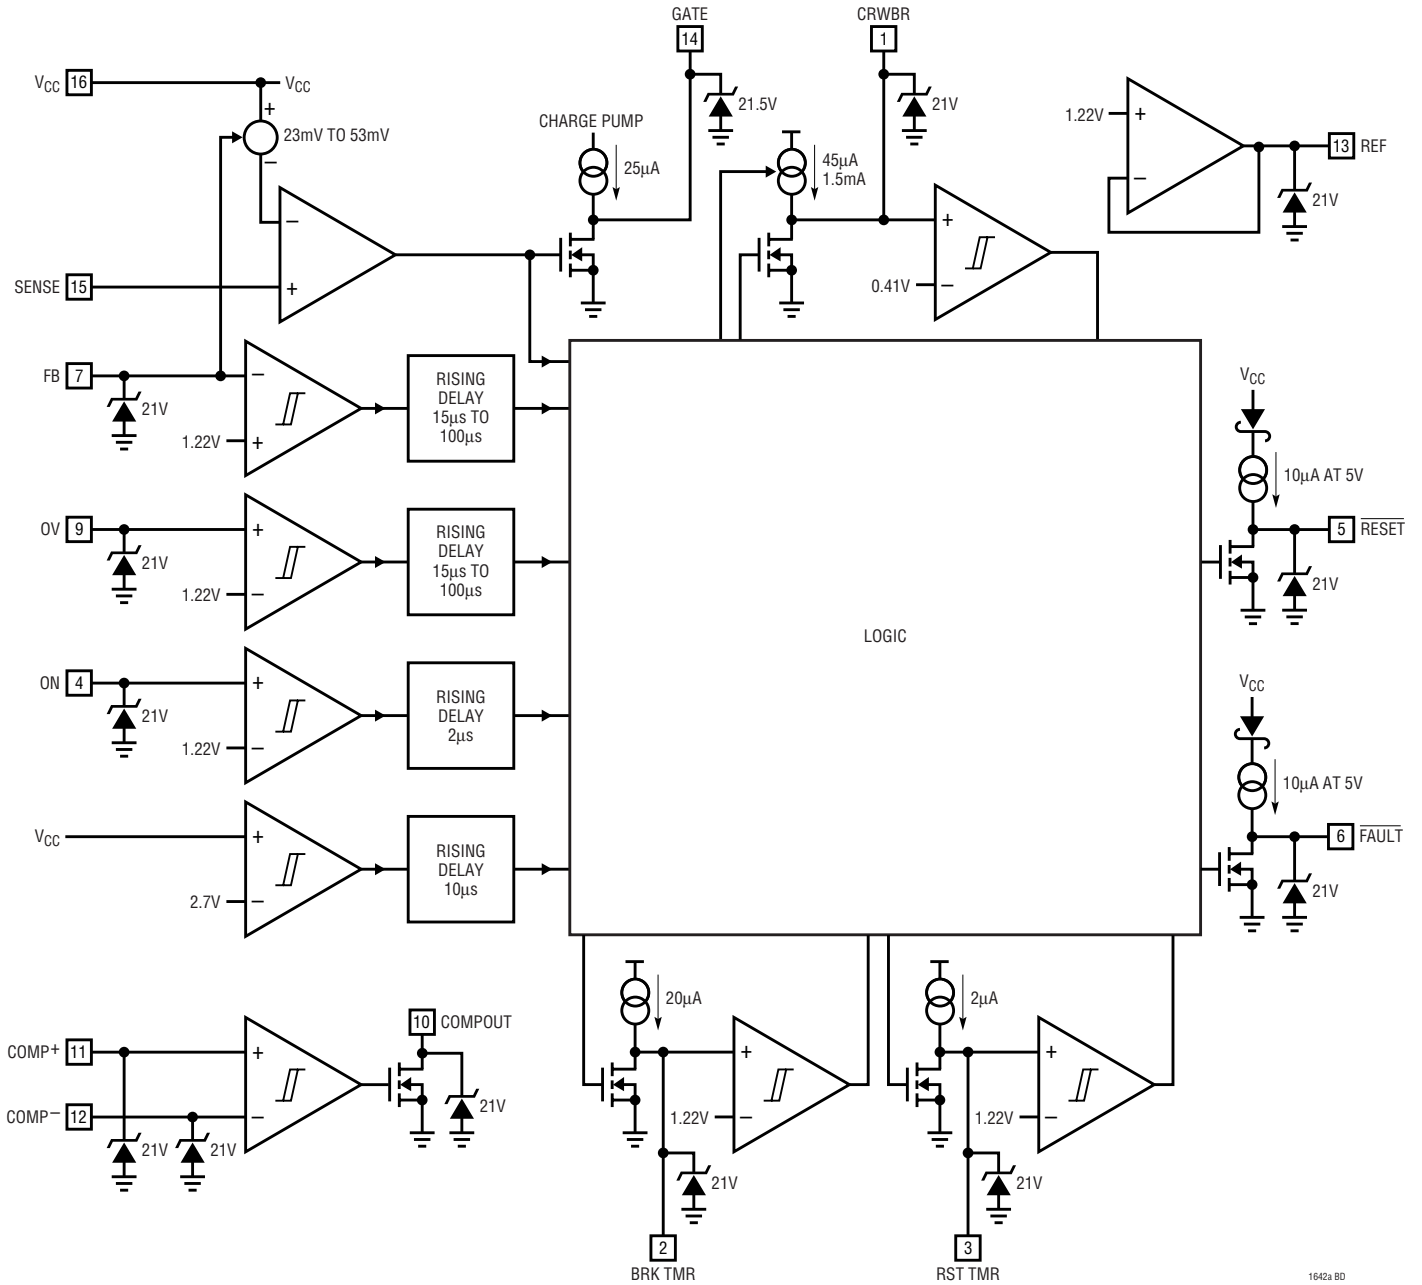 GATE
14
CRWBR
1
VCC 16
VCC
+
23mV TO 53mV
−
21.5V
21V
CHARGE PUMP
25µA
45µA
1.5mA
1.22V
+
−
13 REF
21V
−
+
SENSE 15
+
0.41V
−
FB 7
21V
−
1.22V
+
RISING
DELAY
15µs TO
100µs
OV 9
21V
+
1.22V
−
RISING
DELAY
15µs TO
100µs
ON 4
21V
+
1.22V
−
RISING
DELAY
2µs
VCC
+
2.7V
−
RISING
DELAY
10µs
LOGIC
VCC
10µA AT 5V
5 RESET
21V
VCC
10µA AT 5V
6 FAULT
21V
COMP+ 11
COMP− 12
21V
21V
+
−
10 COMPOUT
21V
20µA
+
1.22V
−
21V
2
BRK TMR
2µA
+
1.22V
−
21V
3
RST TMR
1642a BD